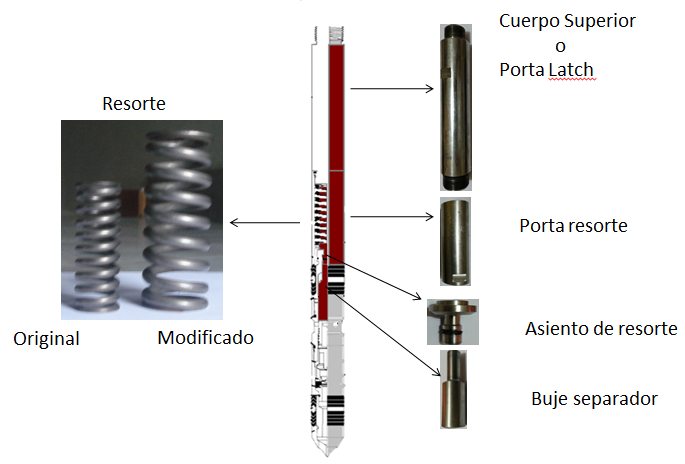 Cuerpo Superior
o
Porta Latch
Resorte
Porta resorte
Original
Modificado
Asiento de resorte
Buje separador